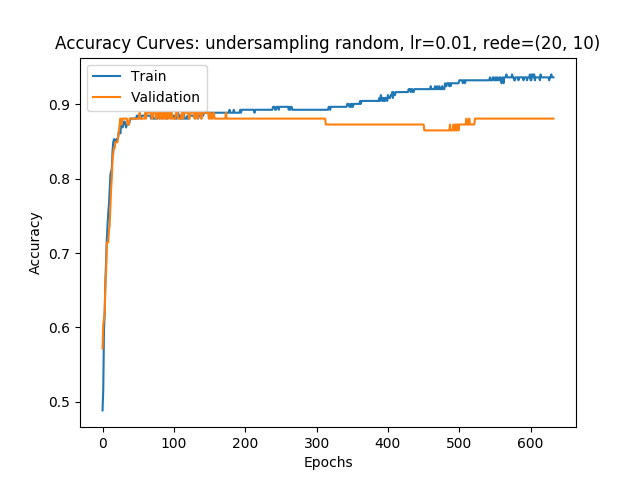 Accuracy Curves: undersampling random, lr=0.01, rede=(20, 10)
Train
Validation
0.9
0.8
0.7
0.6
0.5
Accuracy
0 100 200 300 400 500 600
Epochs